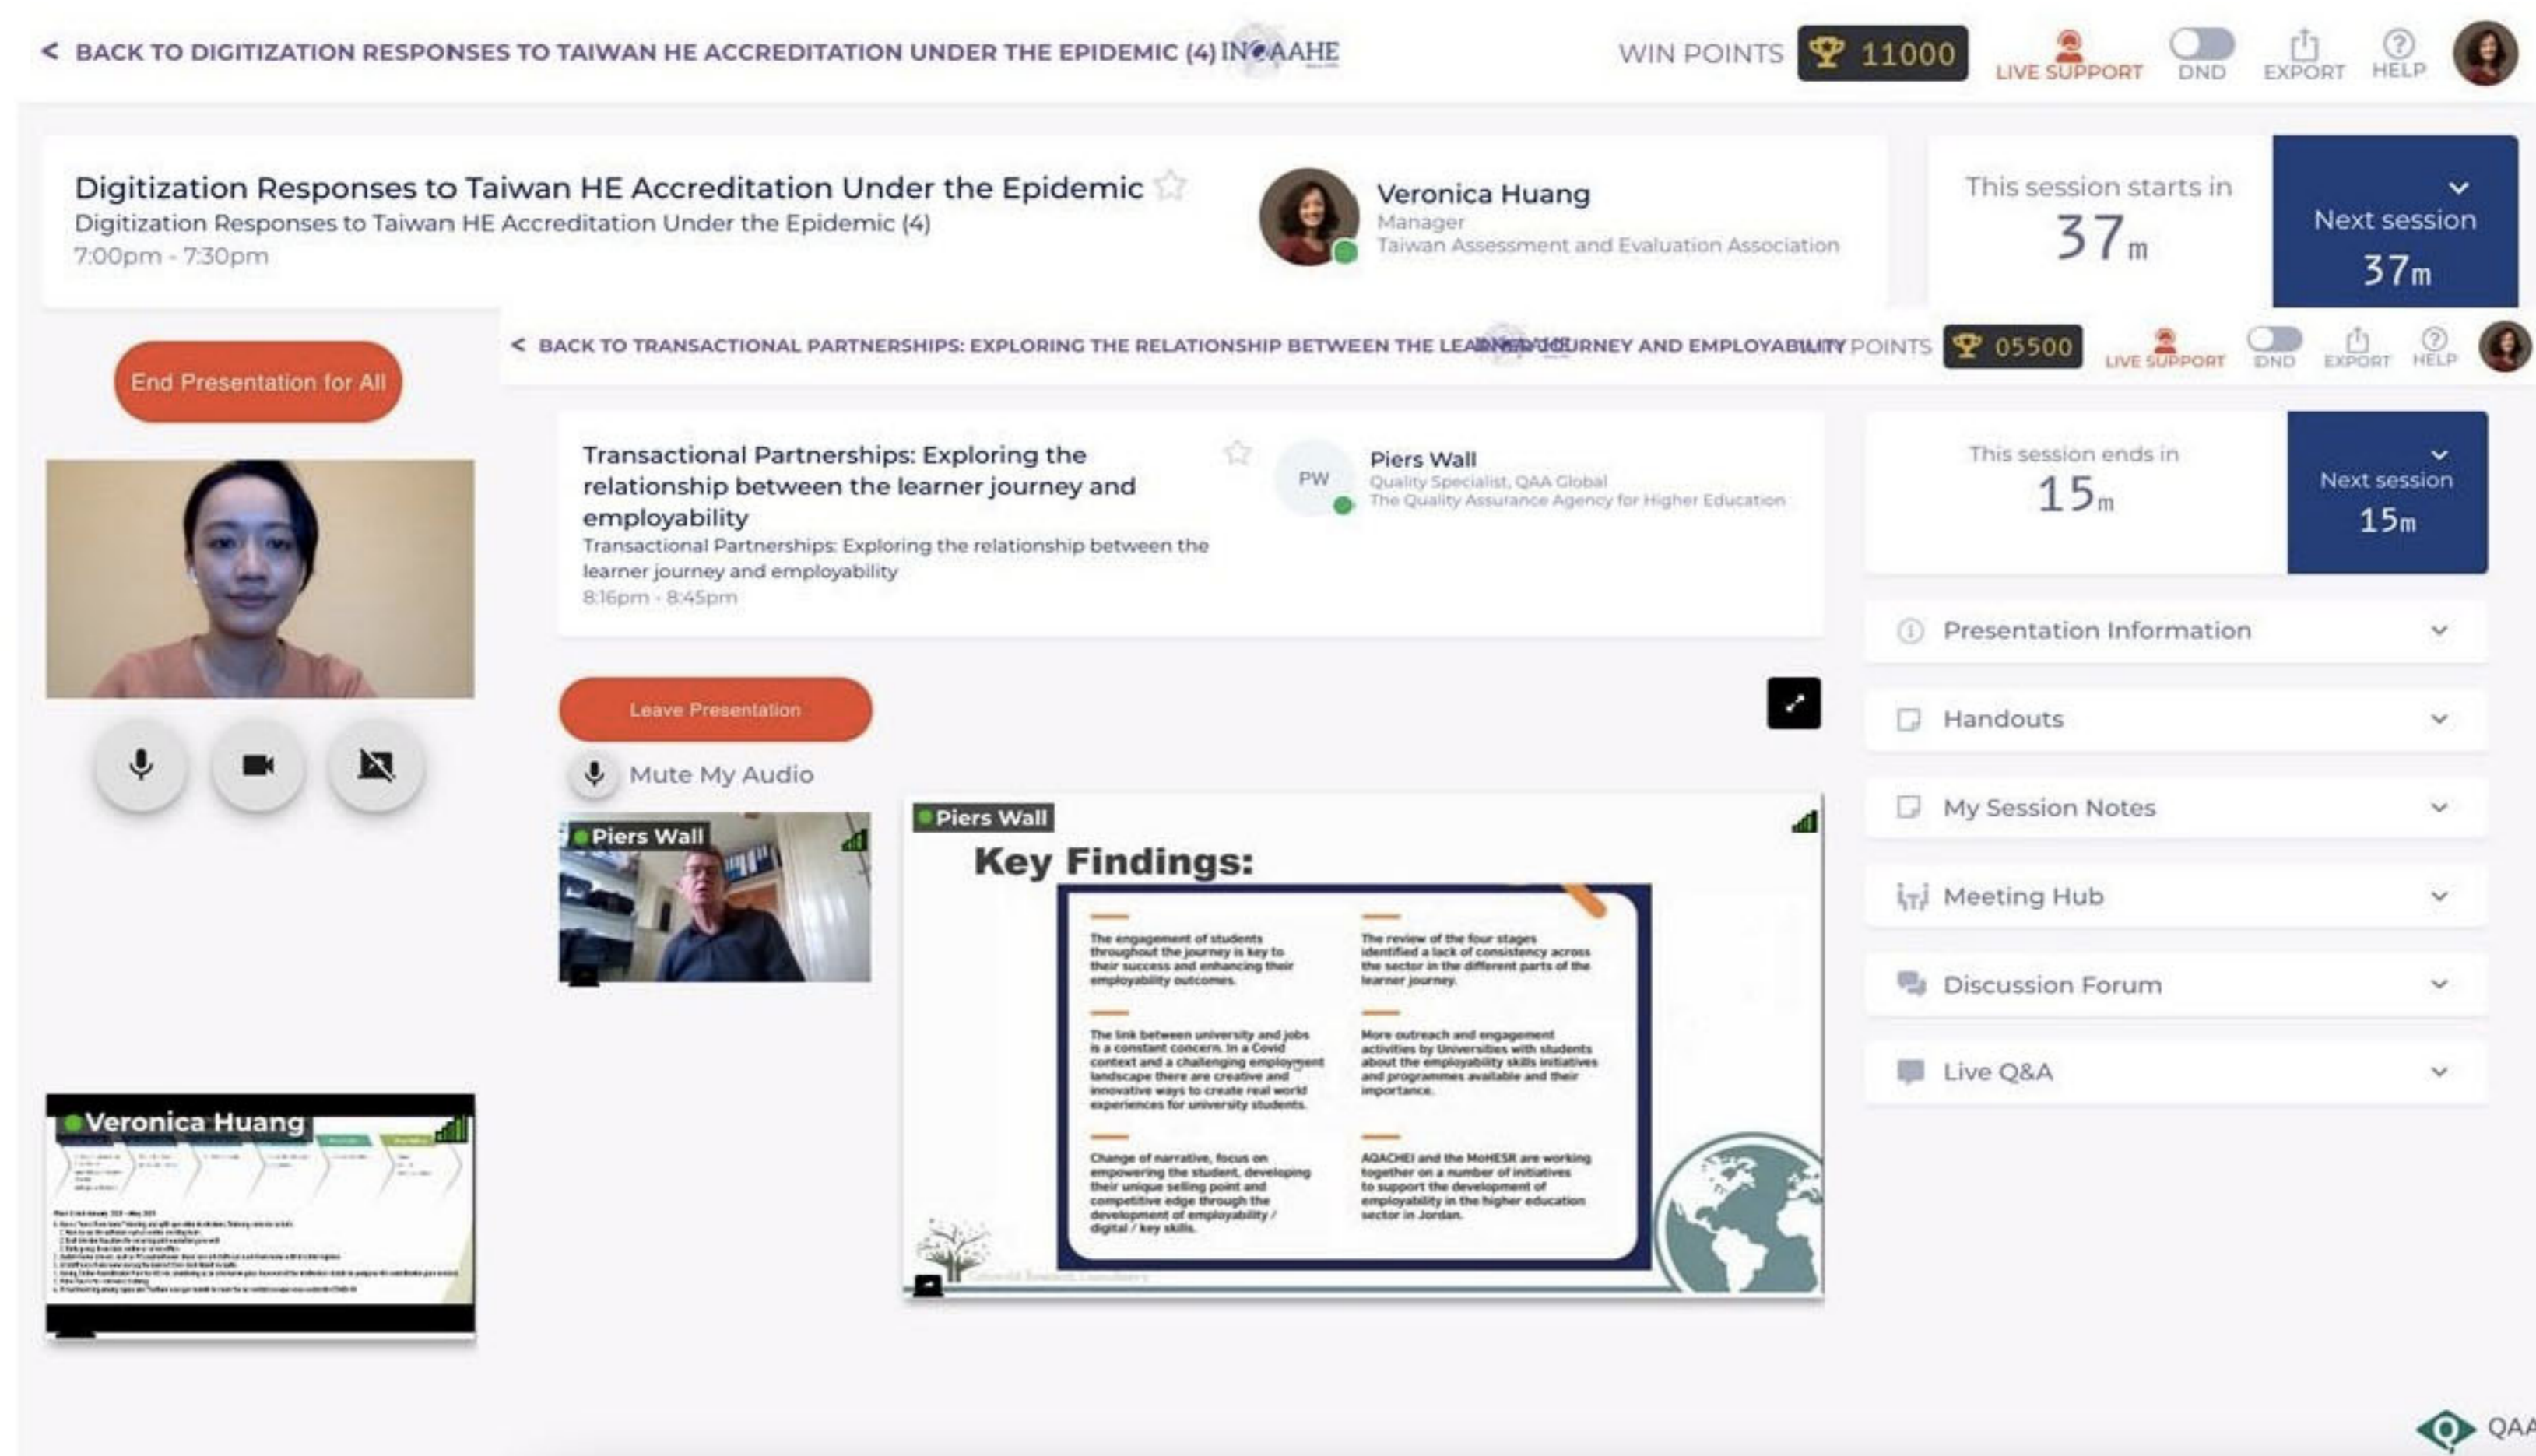 < BACK TO DIGITIZATION RESPONSES TO TAIWAN HE ACCREDITATION UNDER THE EPIDEMIC (4)
INQAAHE
WIN POINTS 11000
LIVE SUPPORT
DND
EXPORT
HELP
Digitization Responses to Taiwan HE Accreditation Under the Epidemic
Digitization Responses to Taiwan HE Accreditation Under the Epidemic (4)
7:00pm - 7:30pm
Veronica Huang
Manager
Taiwan Assessment and Evaluation Association
This session starts in
37m
Next session
37m
End Presentation for All
Veronica Huang
< BACK TO TRANSACTIONAL PARTNERSHIPS: EXPLORING THE RELATIONSHIP BETWEEN THE LEARNER JOURNEY AND EMPLOYABILITY
POINTS 05500
LIVE SUPPORT
DND
EXPORT
HELP
Transactional Partnerships: Exploring the
relationship between the learner journey and
employability
Transactional Partnerships: Exploring the relationship between the
learner journey and employability
8:16pm - 8:45pm
PW
Piers Wall
Quality Specialist, QAA Global
The Quality Assurance Agency for Higher Education
This session ends in
15m
Next session
15m
Leave Presentation
Mute My Audio
Piers Wall
Piers Wall
Key Findings:
The engagement of students
throughout the journey is key to
their success and enhancing their
employability outcomes.
The link between university and jobs
is a constant concern. In a Covid
context and a challenging employment
landscape there are creative and
innovative ways to create real world
experiences for university students.
Change of narrative, focus on
empowering the student, developing
their unique selling point and
competitive edge through the
development of employability /
digital / key skills.
The review of the four stages
identified a lack of consistency across
the sector in the different parts of the
learner journey.
More outreach and engagement
activities by Universities with students
about the employability skills initiatives
and programmes available and their
importance.
AQACHEI and the MoHESR are working
together on a number of initiatives
to support the development of
employability in the higher education
sector in Jordan.
Presentation Information
Handouts
My Session Notes
Meeting Hub
Discussion Forum
Live Q&A
QAA